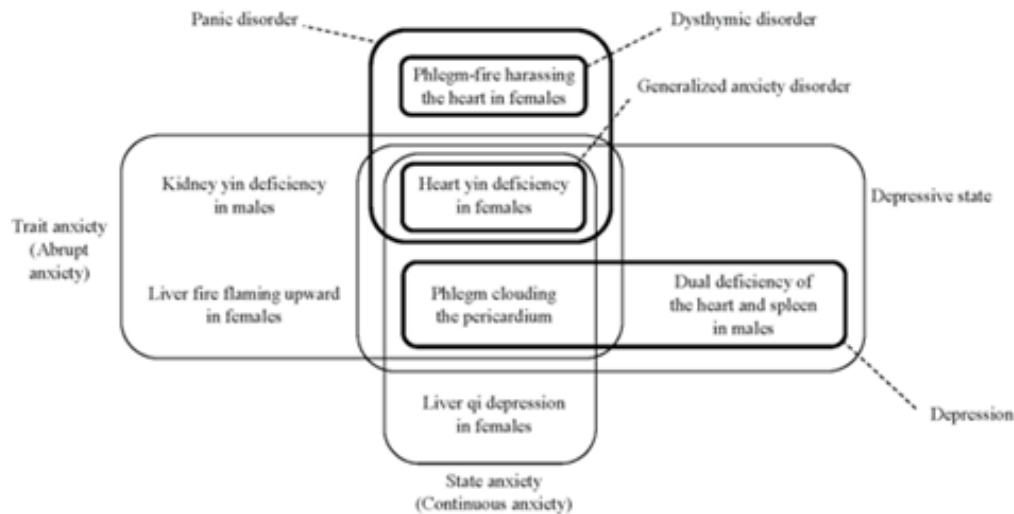 Panic disorder
Dysthymic disorder
Phlegm-fire harassing
the heart in females
Generalized anxiety disorder
Kidney yin deficiency
in males
Heart yin deficiency
in females
Depressive state
Trait anxiety
(Abrupt
anxiety)
Liver fire flaming upward
in females
Phlegm clouding
the pericardium
Dual deficiency of
the heart and spleen
in males
Liver qi depression
in females
Depression
State anxiety
(Continuous anxiety)